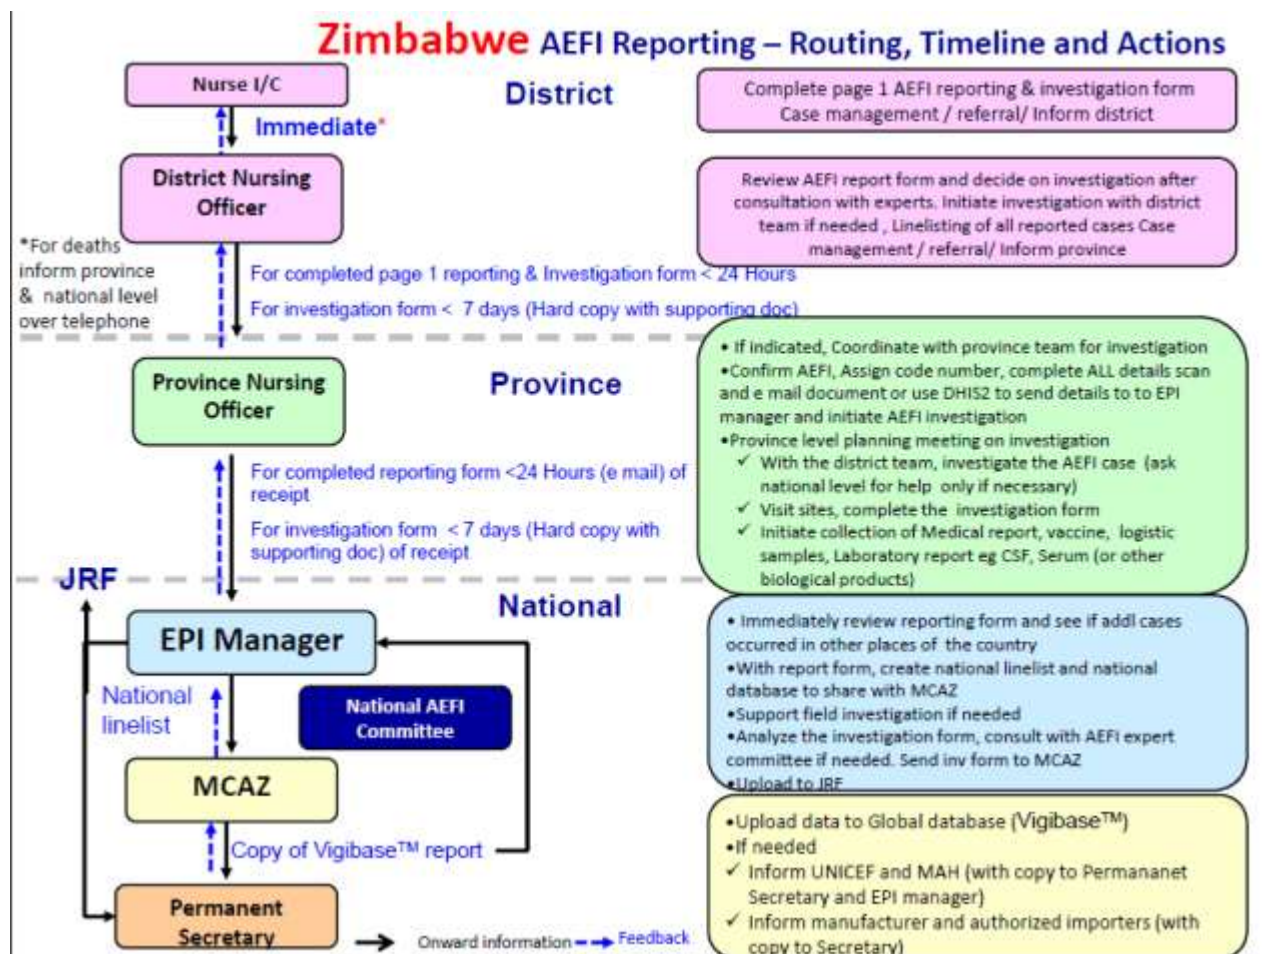 Zimbabwe AEFI Reporting – Routing, Timeline and Actions
Nurse I/C
District
Immediate*
Complete page 1 AEFI reporting & investigation form
Case management / referral/ Inform district
District Nursing
Officer
Review AEFI report form and decide on investigation after
consultation with experts. Initiate investigation with district
team if needed , Linelisting of all reported cases Case
management / referral/ Inform province
*For deaths
inform province
& national level
over telephone
For completed page 1 reporting & Investigation form < 24 Hours
For investigation form < 7 days (Hard copy with supporting doc)
Province Nursing
Officer
Province
• If indicated, Coordinate with province team for investigation
•Confirm AEFI, Assign code number, complete ALL details scan
and e mail document or use DHIS2 to send details to to EPI
manager and initiate AEFI investigation
•Province level planning meeting on investigation
✓ With the district team, investigate the AEFI case (ask
national level for help only if necessary)
✓ Visit sites, complete the investigation form
✓ Initiate collection of Medical report, vaccine, logistic
samples, Laboratory report eg CSF, Serum (or other
biological products)
For completed reporting form <24 Hours (e mail) of
receipt
For investigation form < 7 days (Hard copy with
supporting doc) of receipt
JRF
National
EPI Manager
• Immediately review reporting form and see if addl cases
occurred in other places of the country
•With report form, create national linelist and national
database to share with MCAZ
•Support field investigation if needed
•Analyze the investigation form, consult with AEFI expert
committee if needed. Send inv form to MCAZ
•Upload to JRF
National
linelist
National AEFI
Committee
MCAZ
Copy of Vigibase™ report
•Upload data to Global database (Vigibase™)
•If needed
✓ Inform UNICEF and MAH (with copy to Permananet
Secretary and EPI manager)
✓ Inform manufacturer and authorized importers (with
copy to Secretary)
Permanent
Secretary
Onward information
Feedback